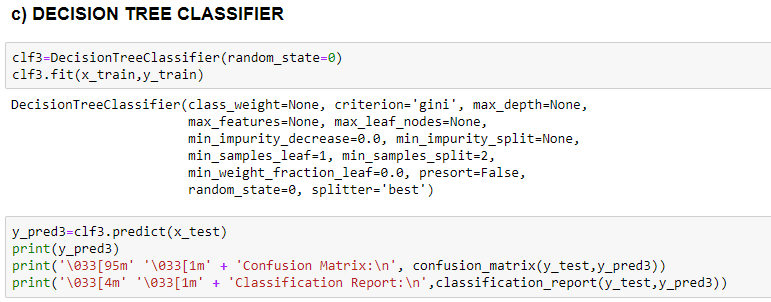 c) DECISION TREE CLASSIFIER
clf3=DecisionTreeClassifier(random_state=0)
clf3.fit(x_train,y_train)
DecisionTreeClassifier(class_weight=None, criterion='gini', max_depth=None,
max_features=None, max_leaf_nodes=None,
min_impurity_decrease=0.0, min_impurity_split=None,
min_samples_leaf=1, min_samples_split=2,
min_weight_fraction_leaf=0.0, presort=False,
random_state=0, splitter='best')
y_pred3=clf3.predict(x_test)
print(y_pred3)
print('\033[95m' '\033[1m' + 'Confusion Matrix:\n', confusion_matrix(y_test,y_pred3))
print('\033[4m' '\033[1m' + 'Classification Report:\n',classification_report(y_test,y_pred3))